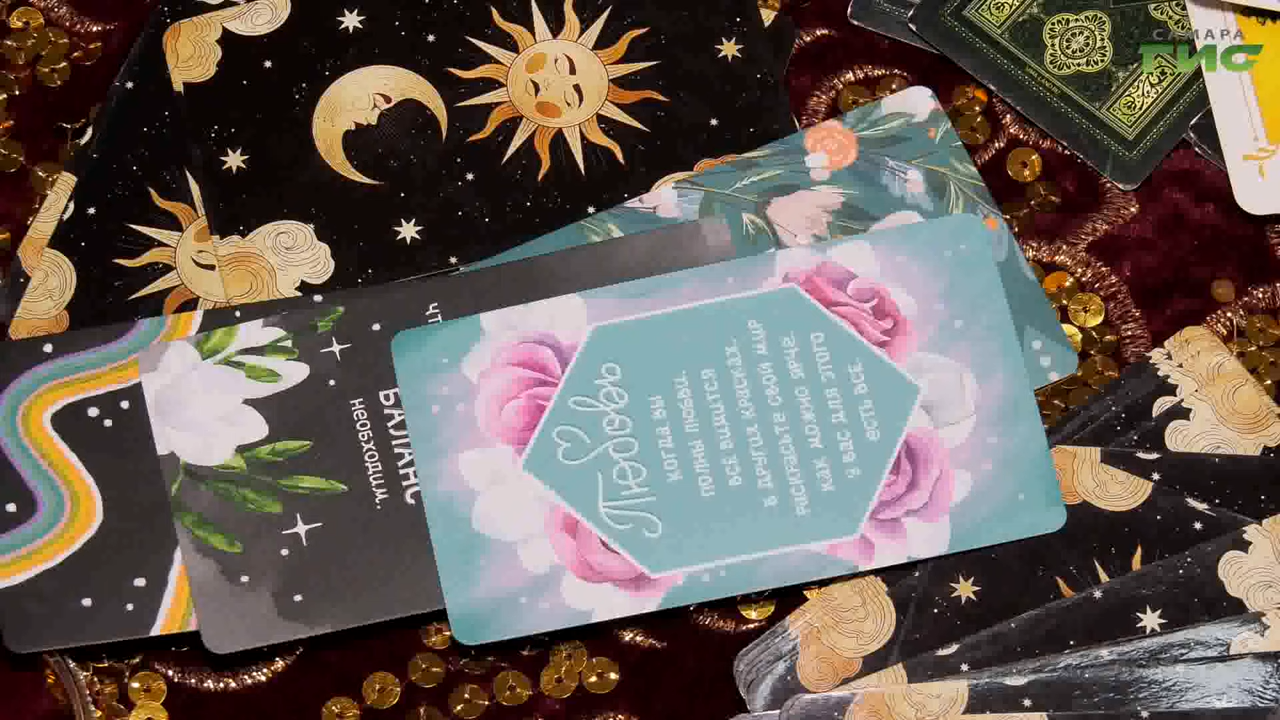 САМАРА
ГИС
Любовь
когда вы
полны любви.
все видится
в других красках.
раскрасьте свой мир
как можно ярче.
у вас для этого
есть всё.
БАЛАНС
необходим..